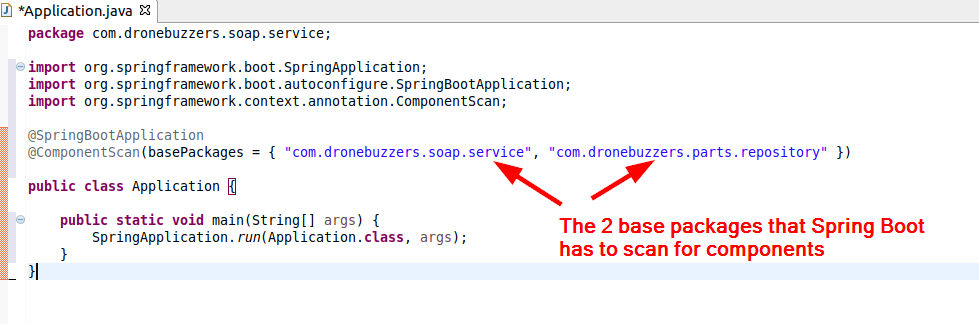 *Application.java
package com.dronebuzzers.soap.service;
import org.springframework.boot.SpringApplication;
import org.springframework.boot.autoconfigure.SpringBootApplication;
import org.springframework.context.annotation.ComponentScan;
@SpringBootApplication
@ComponentScan(basePackages = { "com.dronebuzzers.soap.service", "com.dronebuzzers.parts.repository" })
public class Application {
public static void main(String[] args) {
SpringApplication.run(Application.class, args);
}
}
The 2 base packages that Spring Boot
has to scan for components